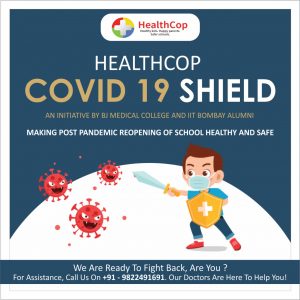 HealthCop
Healthy kids. Happy parents.
Safer schools.
HEALTHCOP
COVID 19 SHIELD
AN INITIATIVE BY BJ MEDICAL COLLEGE AND IIT BOMBAY ALUMNI
MAKING POST PANDEMIC REOPENING OF SCHOOL HEALTHY AND SAFE
We Are Ready To Fight Back, Are You ?
For Assistance, Call Us On +91 - 9822491691. Our Doctors Are Here To Help You!